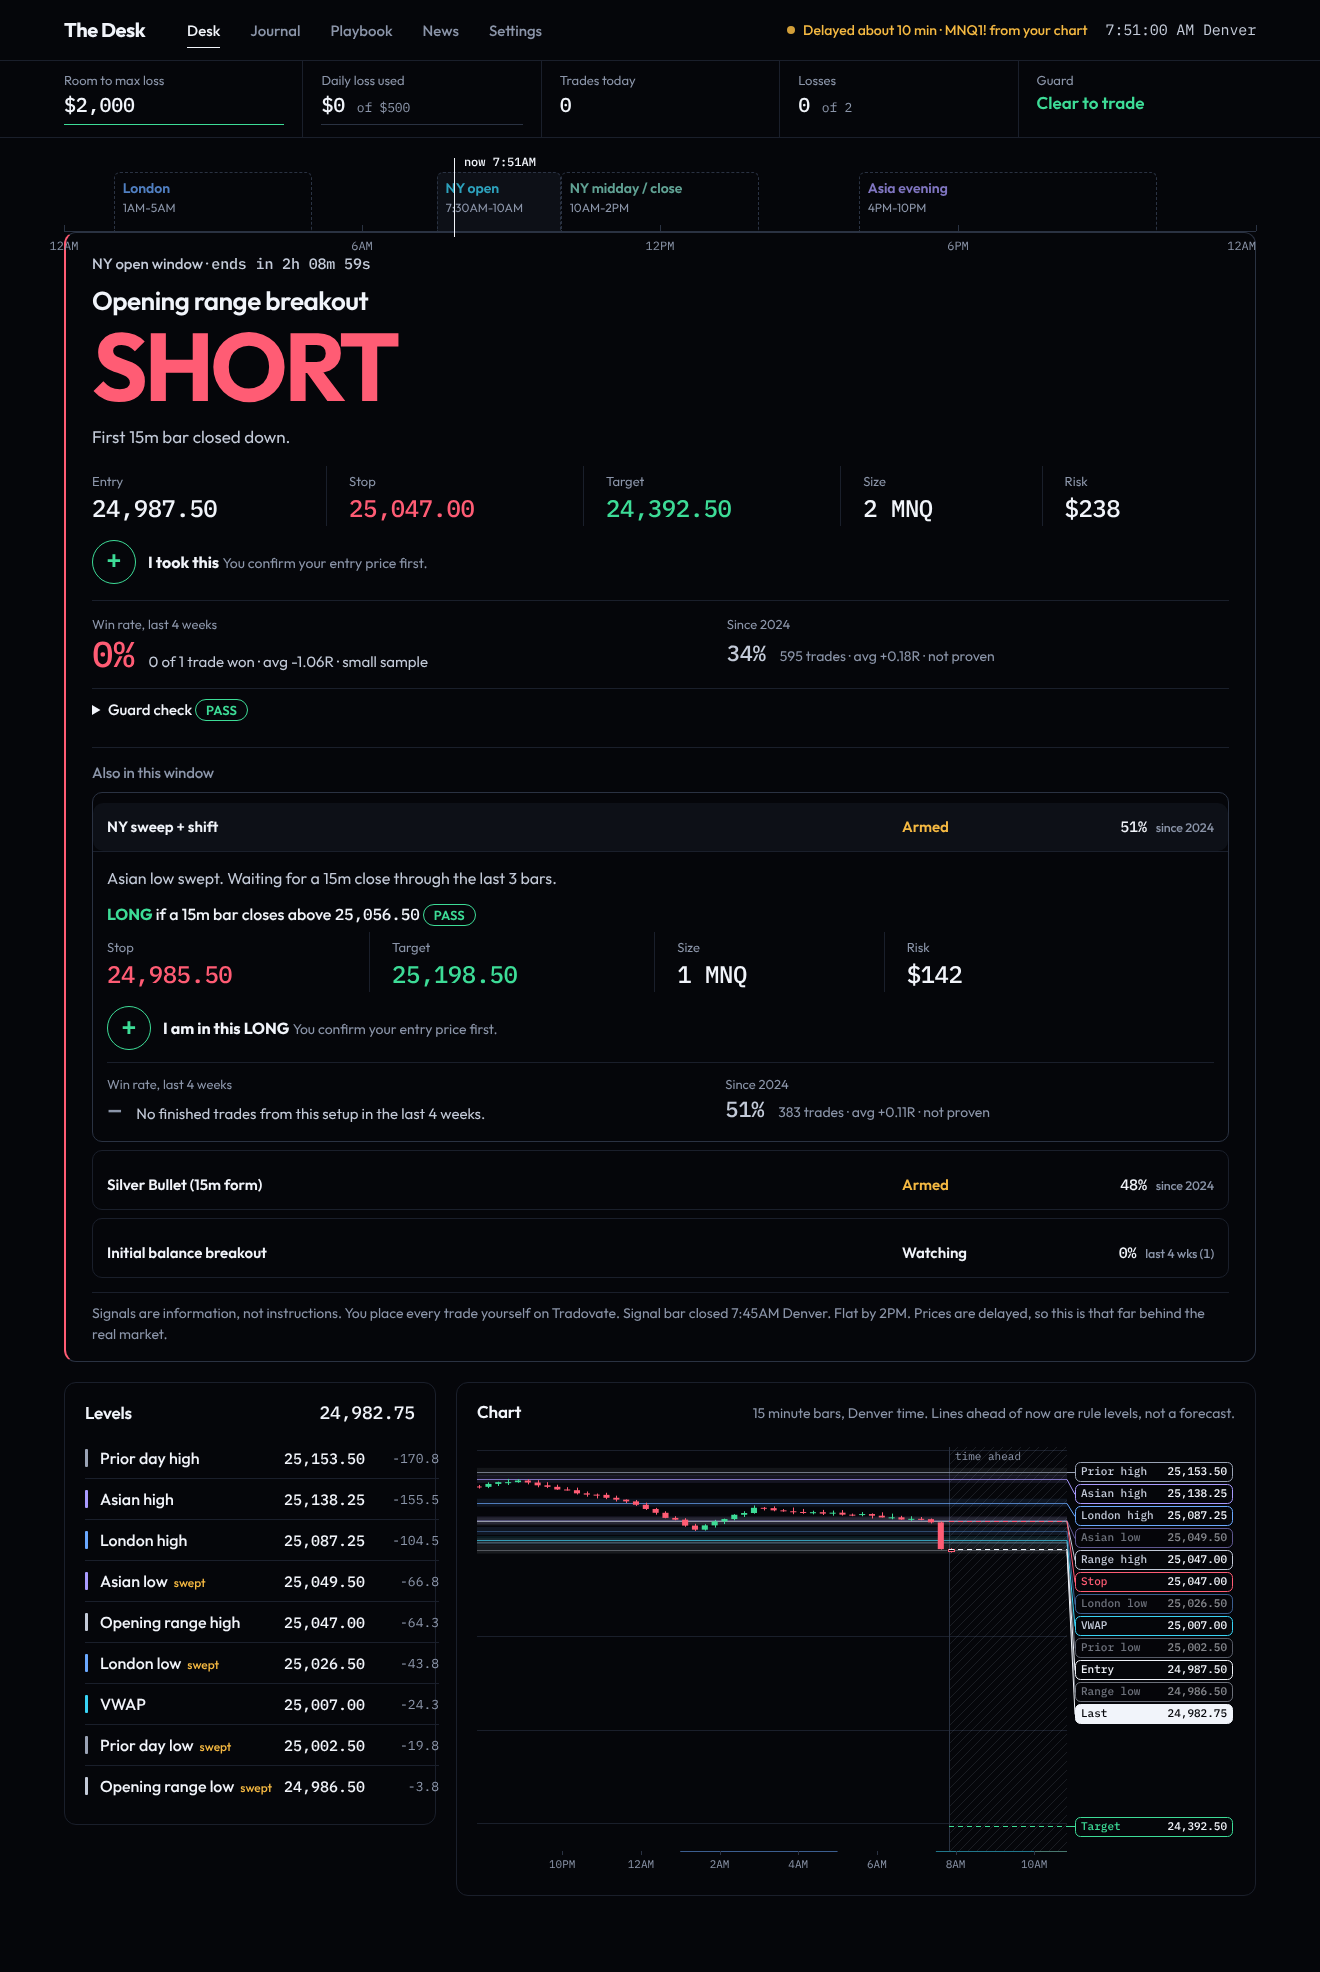 The Desk Desk Journal Playbook News Settings Delayed about 10 min · MNQ1! from your chart 7:51:00 AM Denver
Room to max loss Daily loss used Trades today Losses Guard
$2,000 $0 of $500 0 0 of 2 Clear to trade
now 7:51AM
London NY open NY midday / close Asia evening
1AM-5AM 7:30AM-10AM 10AM-2PM 4PM-10PM
12AM 6AM 12PM 6PM 12AM
NY open window · ends in 2h 08m 59s
Opening range breakout
SHORT
First 15m bar closed down.
Entry Stop Target Size Risk
24,987.50 25,047.00 24,392.50 2 MNQ $238
+ I took this You confirm your entry price first.
Win rate, last 4 weeks Since 2024
0% 0 of 1 trade won · avg -1.06R · small sample 34% 595 trades · avg +0.18R · not proven
Guard check PASS
Also in this window
NY sweep + shift Armed 51% since 2024
Asian low swept. Waiting for a 15m close through the last 3 bars.
LONG if a 15m bar closes above 25,056.50 PASS
Stop Target Size Risk
24,985.50 25,198.50 1 MNQ $142
+ I am in this LONG You confirm your entry price first.
Win rate, last 4 weeks Since 2024
— No finished trades from this setup in the last 4 weeks. 51% 383 trades · avg +0.11R · not proven
Silver Bullet (15m form) Armed 48% since 2024
Initial balance breakout Watching 0% last 4 wks (1)
Signals are information, not instructions. You place every trade yourself on Tradovate. Signal bar closed 7:45AM Denver. Flat by 2PM. Prices are delayed, so this is that far behind the
real market.
Levels 24,982.75
Prior day high 25,153.50 -170.8
Asian high 25,138.25 -155.5
London high 25,087.25 -104.5
Asian low swept 25,049.50 -66.8
Opening range high 25,047.00 -64.3
London low swept 25,026.50 -43.8
VWAP 25,007.00 -24.3
Prior day low swept 25,002.50 -19.8
Opening range low swept 24,986.50 -3.8
Chart 15 minute bars, Denver time. Lines ahead of now are rule levels, not a forecast.
time ahead
Prior high 25,153.50
Asian high 25,138.25
London high 25,087.25
Asian low 25,049.50
Range high 25,047.00
Stop 25,047.00
London low 25,026.50
VWAP 25,007.00
Prior low 25,002.50
Entry 24,987.50
Range low 24,986.50
Last 24,982.75
Target 24,392.50
10PM 12AM 2AM 4AM 6AM 8AM 10AM